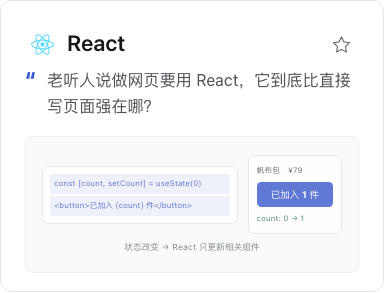 React
“ 老听人说做网页要用 React，它到底比直接
写页面强在哪？
const [count, setCount] = useState(0)
<button>已加入 {count} 件</button>
帆布包 ¥79
已加入 1 件
count: 0 → 1
状态改变 → React 只更新相关组件